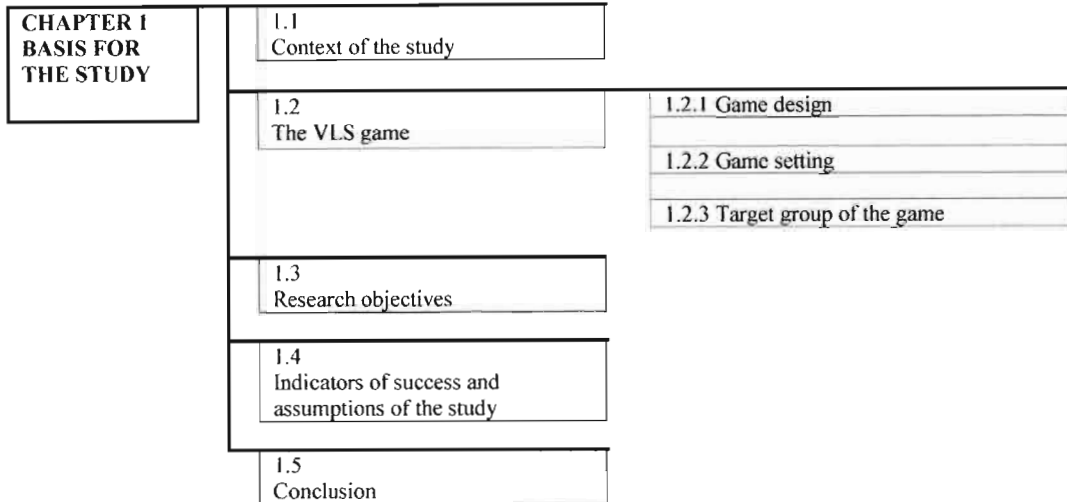 CHAPTER 1
BASIS FOR
THE STUDY
1.1
Context of the study
1.2
The VLS game
1.2.1 Game design
1.2.2 Game setting
1.2.3 Target group of the game
1.3
Research objectives
1.4
Indicators of success and
assumptions of the study
1.5
Conclusion